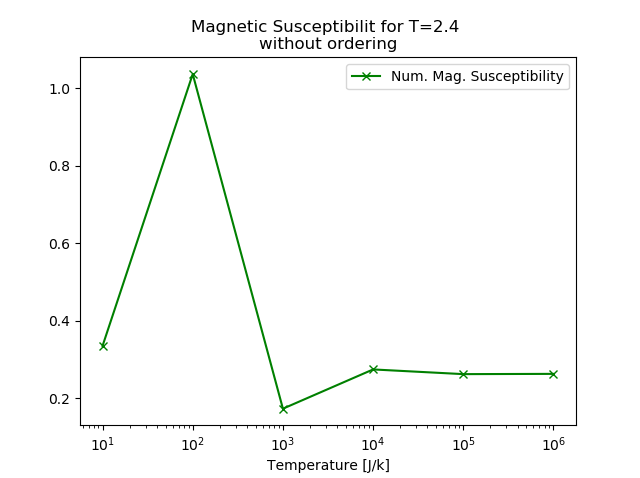 Magnetic Susceptibilit for T=2.4
without ordering
Num. Mag. Susceptibility
1.0
0.8
0.6
0.4
0.2
10¹ 10² 10³ 10⁴ 10⁵ 10⁶
Temperature [J/k]